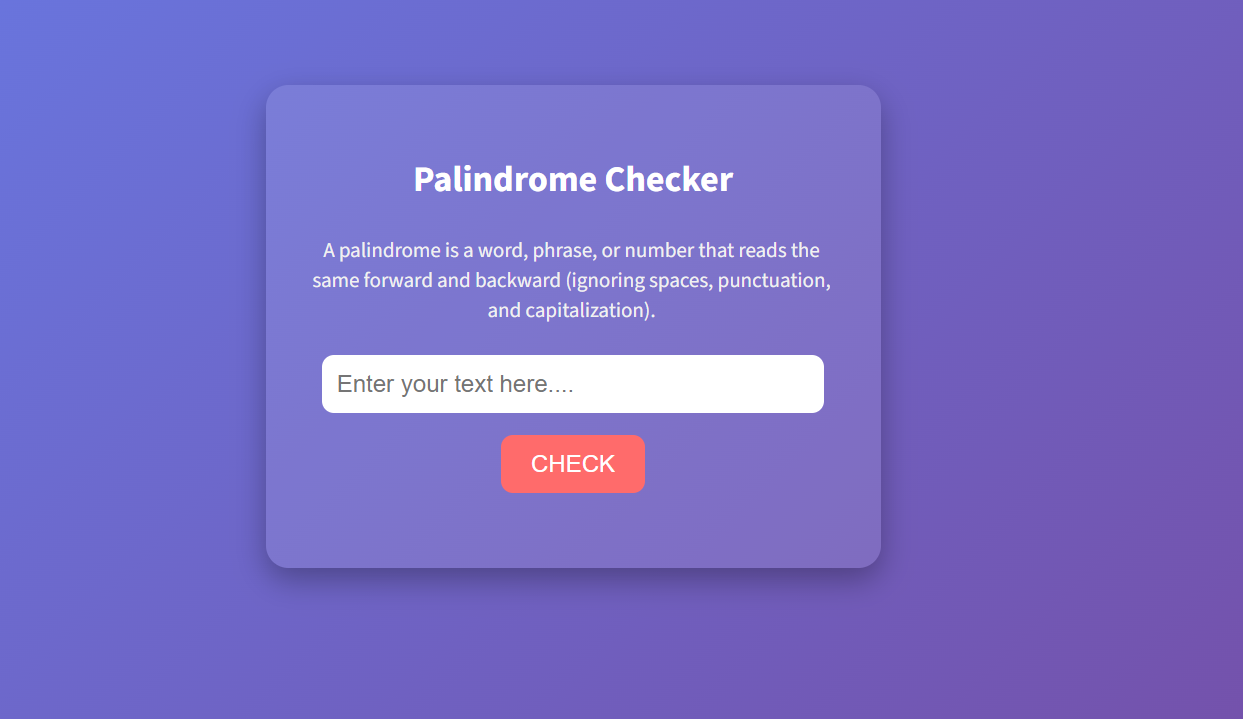 Palindrome Checker
A palindrome is a word, phrase, or number that reads the
same forward and backward (ignoring spaces, punctuation,
and capitalization).
Enter your text here....
CHECK